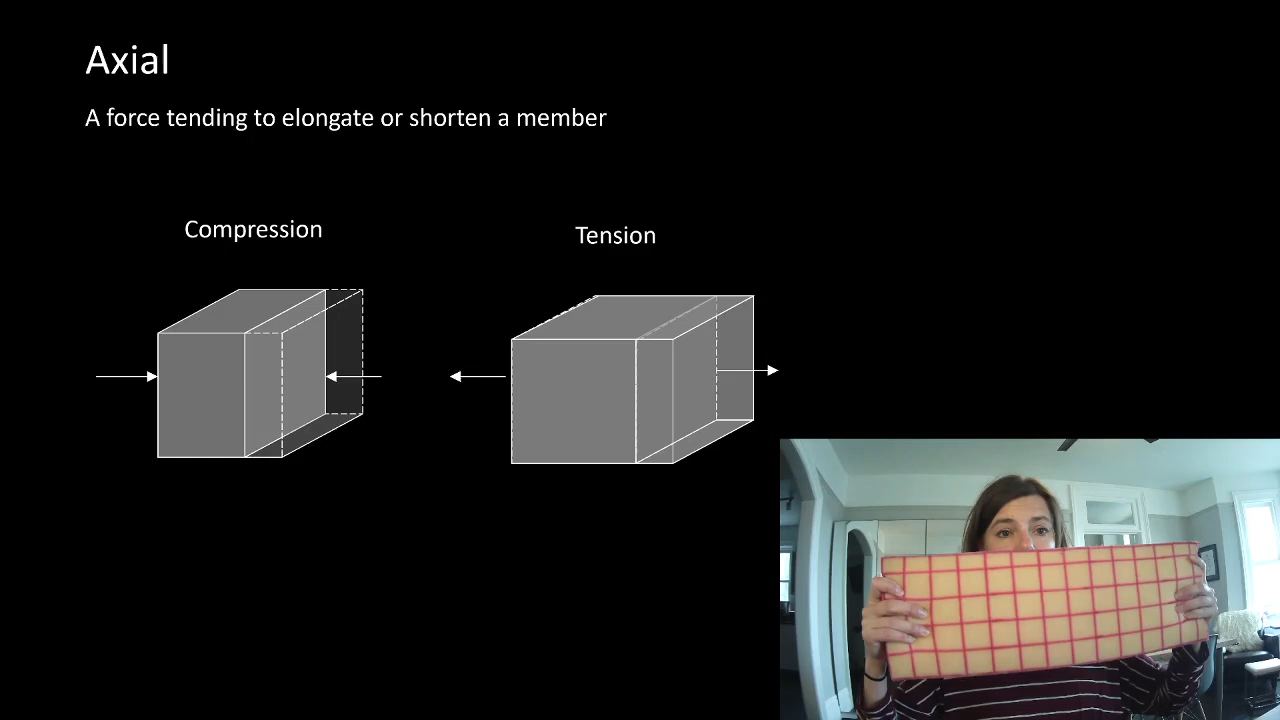 Axial
A force tending to elongate or shorten a member
Compression
Tension